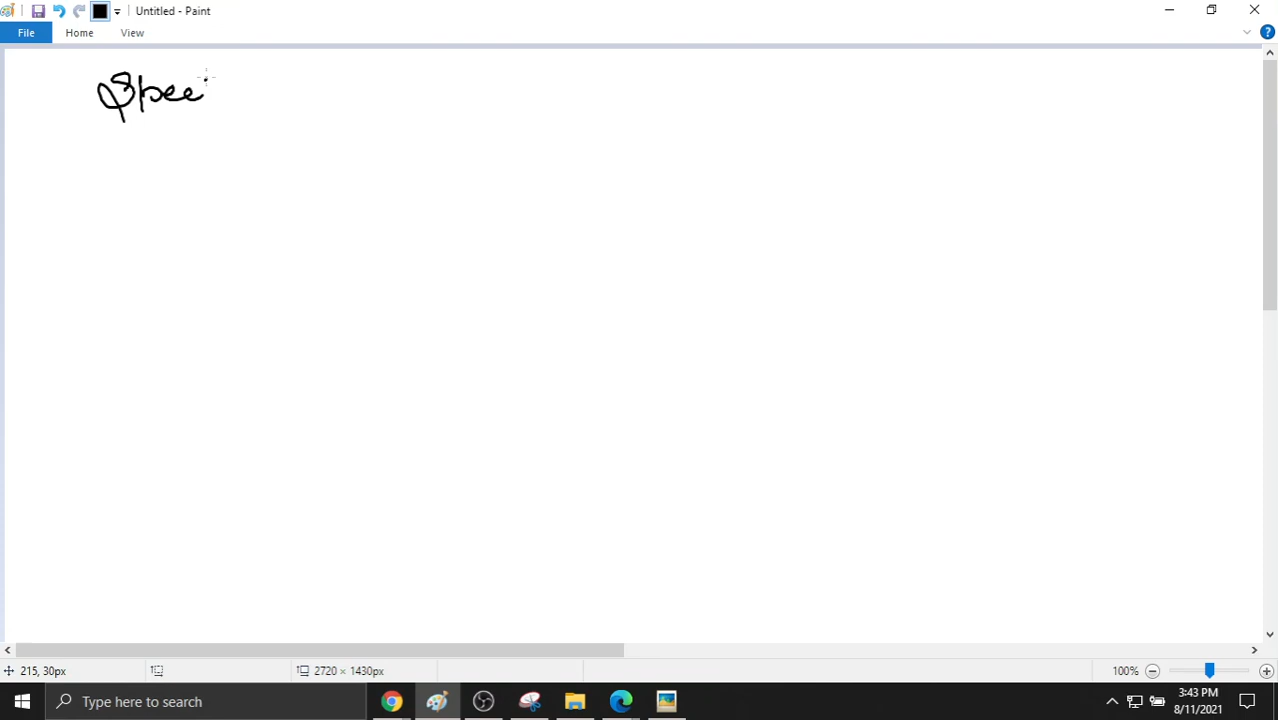 Untitled - Paint
File Home View
Spee
215, 30px 2720 × 1430px 100%
Type here to search 3:43 PM
8/11/2021